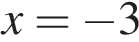 x = −3